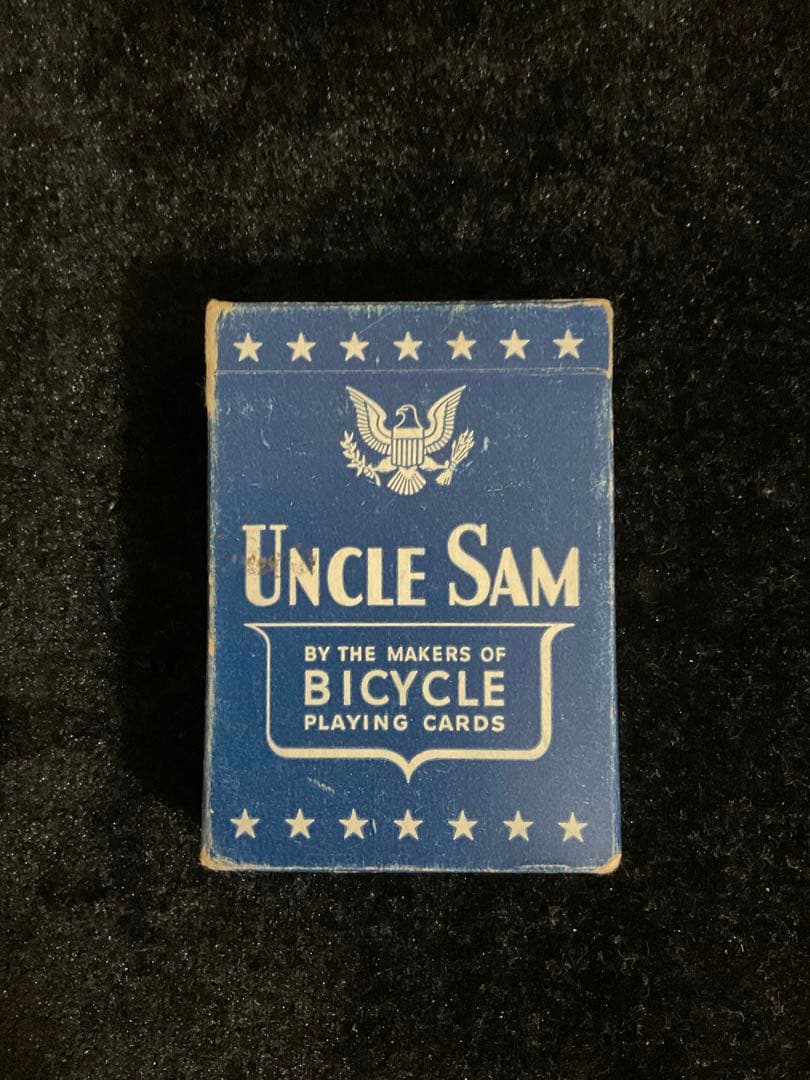 UNCLE SAM
BY THE MAKERS OF
BICYCLE
PLAYING CARDS